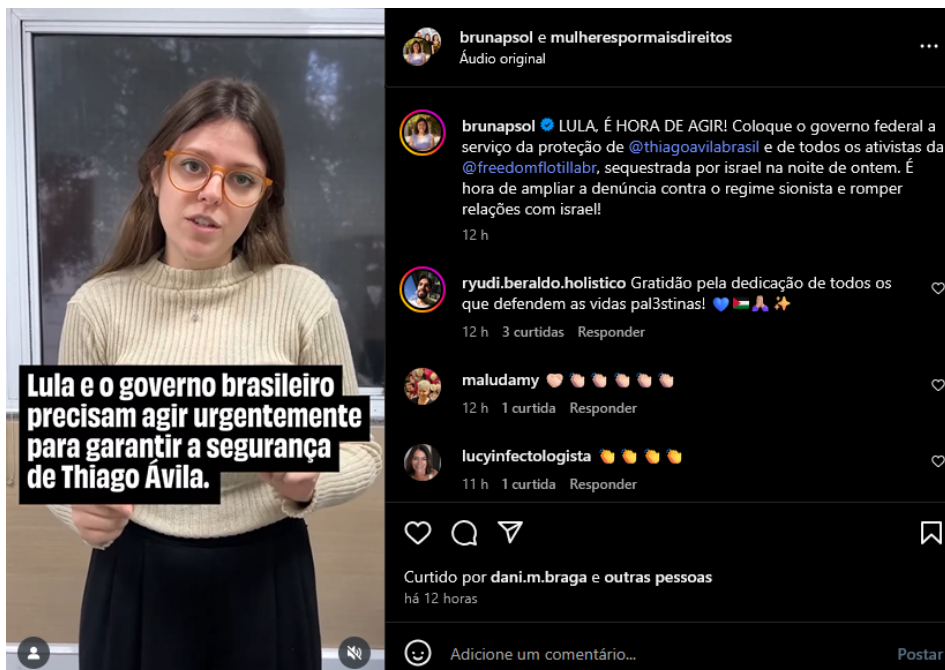 brunapsol e mulherespormaisdireitos
Áudio original
brunapsol LULA, É HORA DE AGIR! Coloque o governo federal a
serviço da proteção de @thiagoavilabrasil e de todos os ativistas da
@freedomflotillabr, sequestrada por israel na noite de ontem. É
hora de ampliar a denúncia contra o regime sionista e romper
relações com israel!
12 h
ryudi.beraldo.holistico Gratidão pela dedicação de todos os
que defendem as vidas pal3stinas! 💙🇵🇸🙏🏽✨
12 h 3 curtidas Responder
maludamy 🫶🏻👏🏻👏🏻👏🏻👏🏻👏🏻
12 h 1 curtida Responder
lucyinfectologista 👏👏👏👏
11 h 1 curtida Responder
Curtido por dani.m.braga e outras pessoas
há 12 horas
Adicione um comentário...
Postar
Lula e o governo brasileiro
precisam agir urgentemente
para garantir a segurança
de Thiago Ávila.